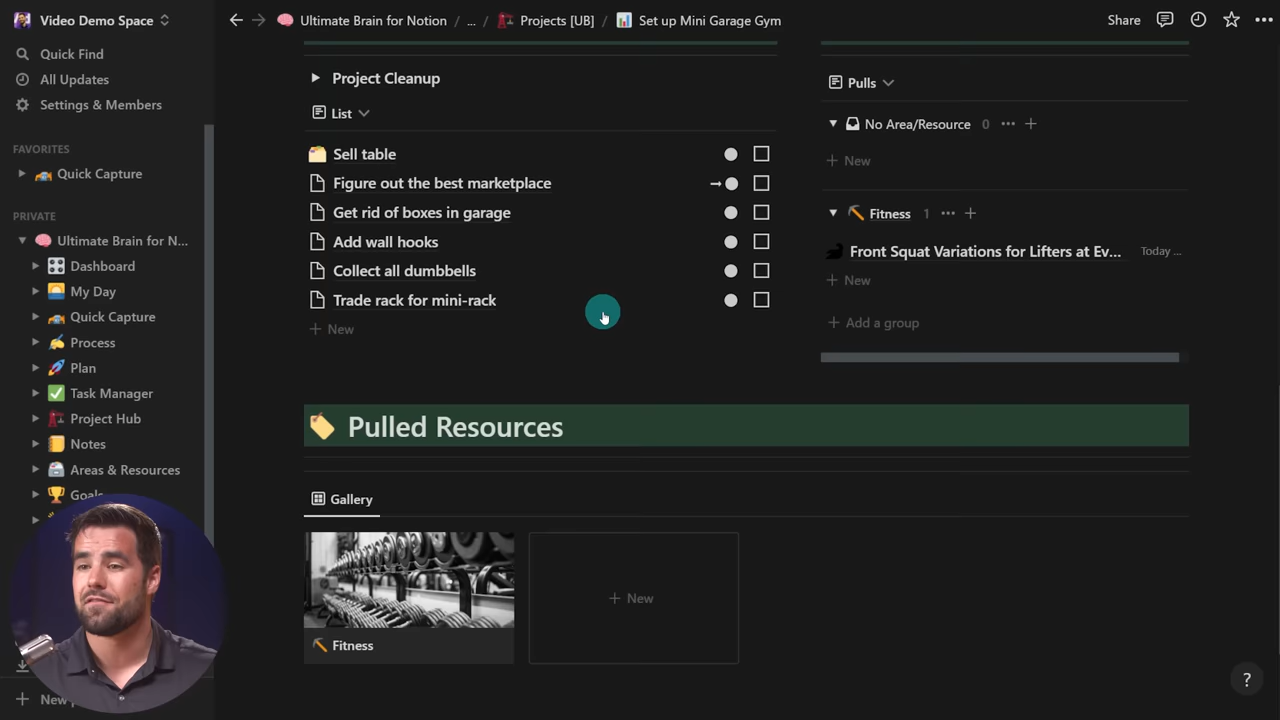 Video Demo Space
Ultimate Brain for Notion / ... / Projects [UB] / Set up Mini Garage Gym
Share
Quick Find
All Updates
Settings & Members
FAVORITES
Quick Capture
PRIVATE
Ultimate Brain for N...
Dashboard
My Day
Quick Capture
Process
Plan
Task Manager
Project Hub
Notes
Areas & Resources
Goals
New
Project Cleanup
List
Sell table
Figure out the best marketplace
Get rid of boxes in garage
Add wall hooks
Collect all dumbbells
Trade rack for mini-rack
+ New
Pulls
No Area/Resource 0 ... +
+ New
Fitness 1 ... +
Front Squat Variations for Lifters at Ev... Today ...
+ New
+ Add a group
Pulled Resources
Gallery
Fitness
+ New
?